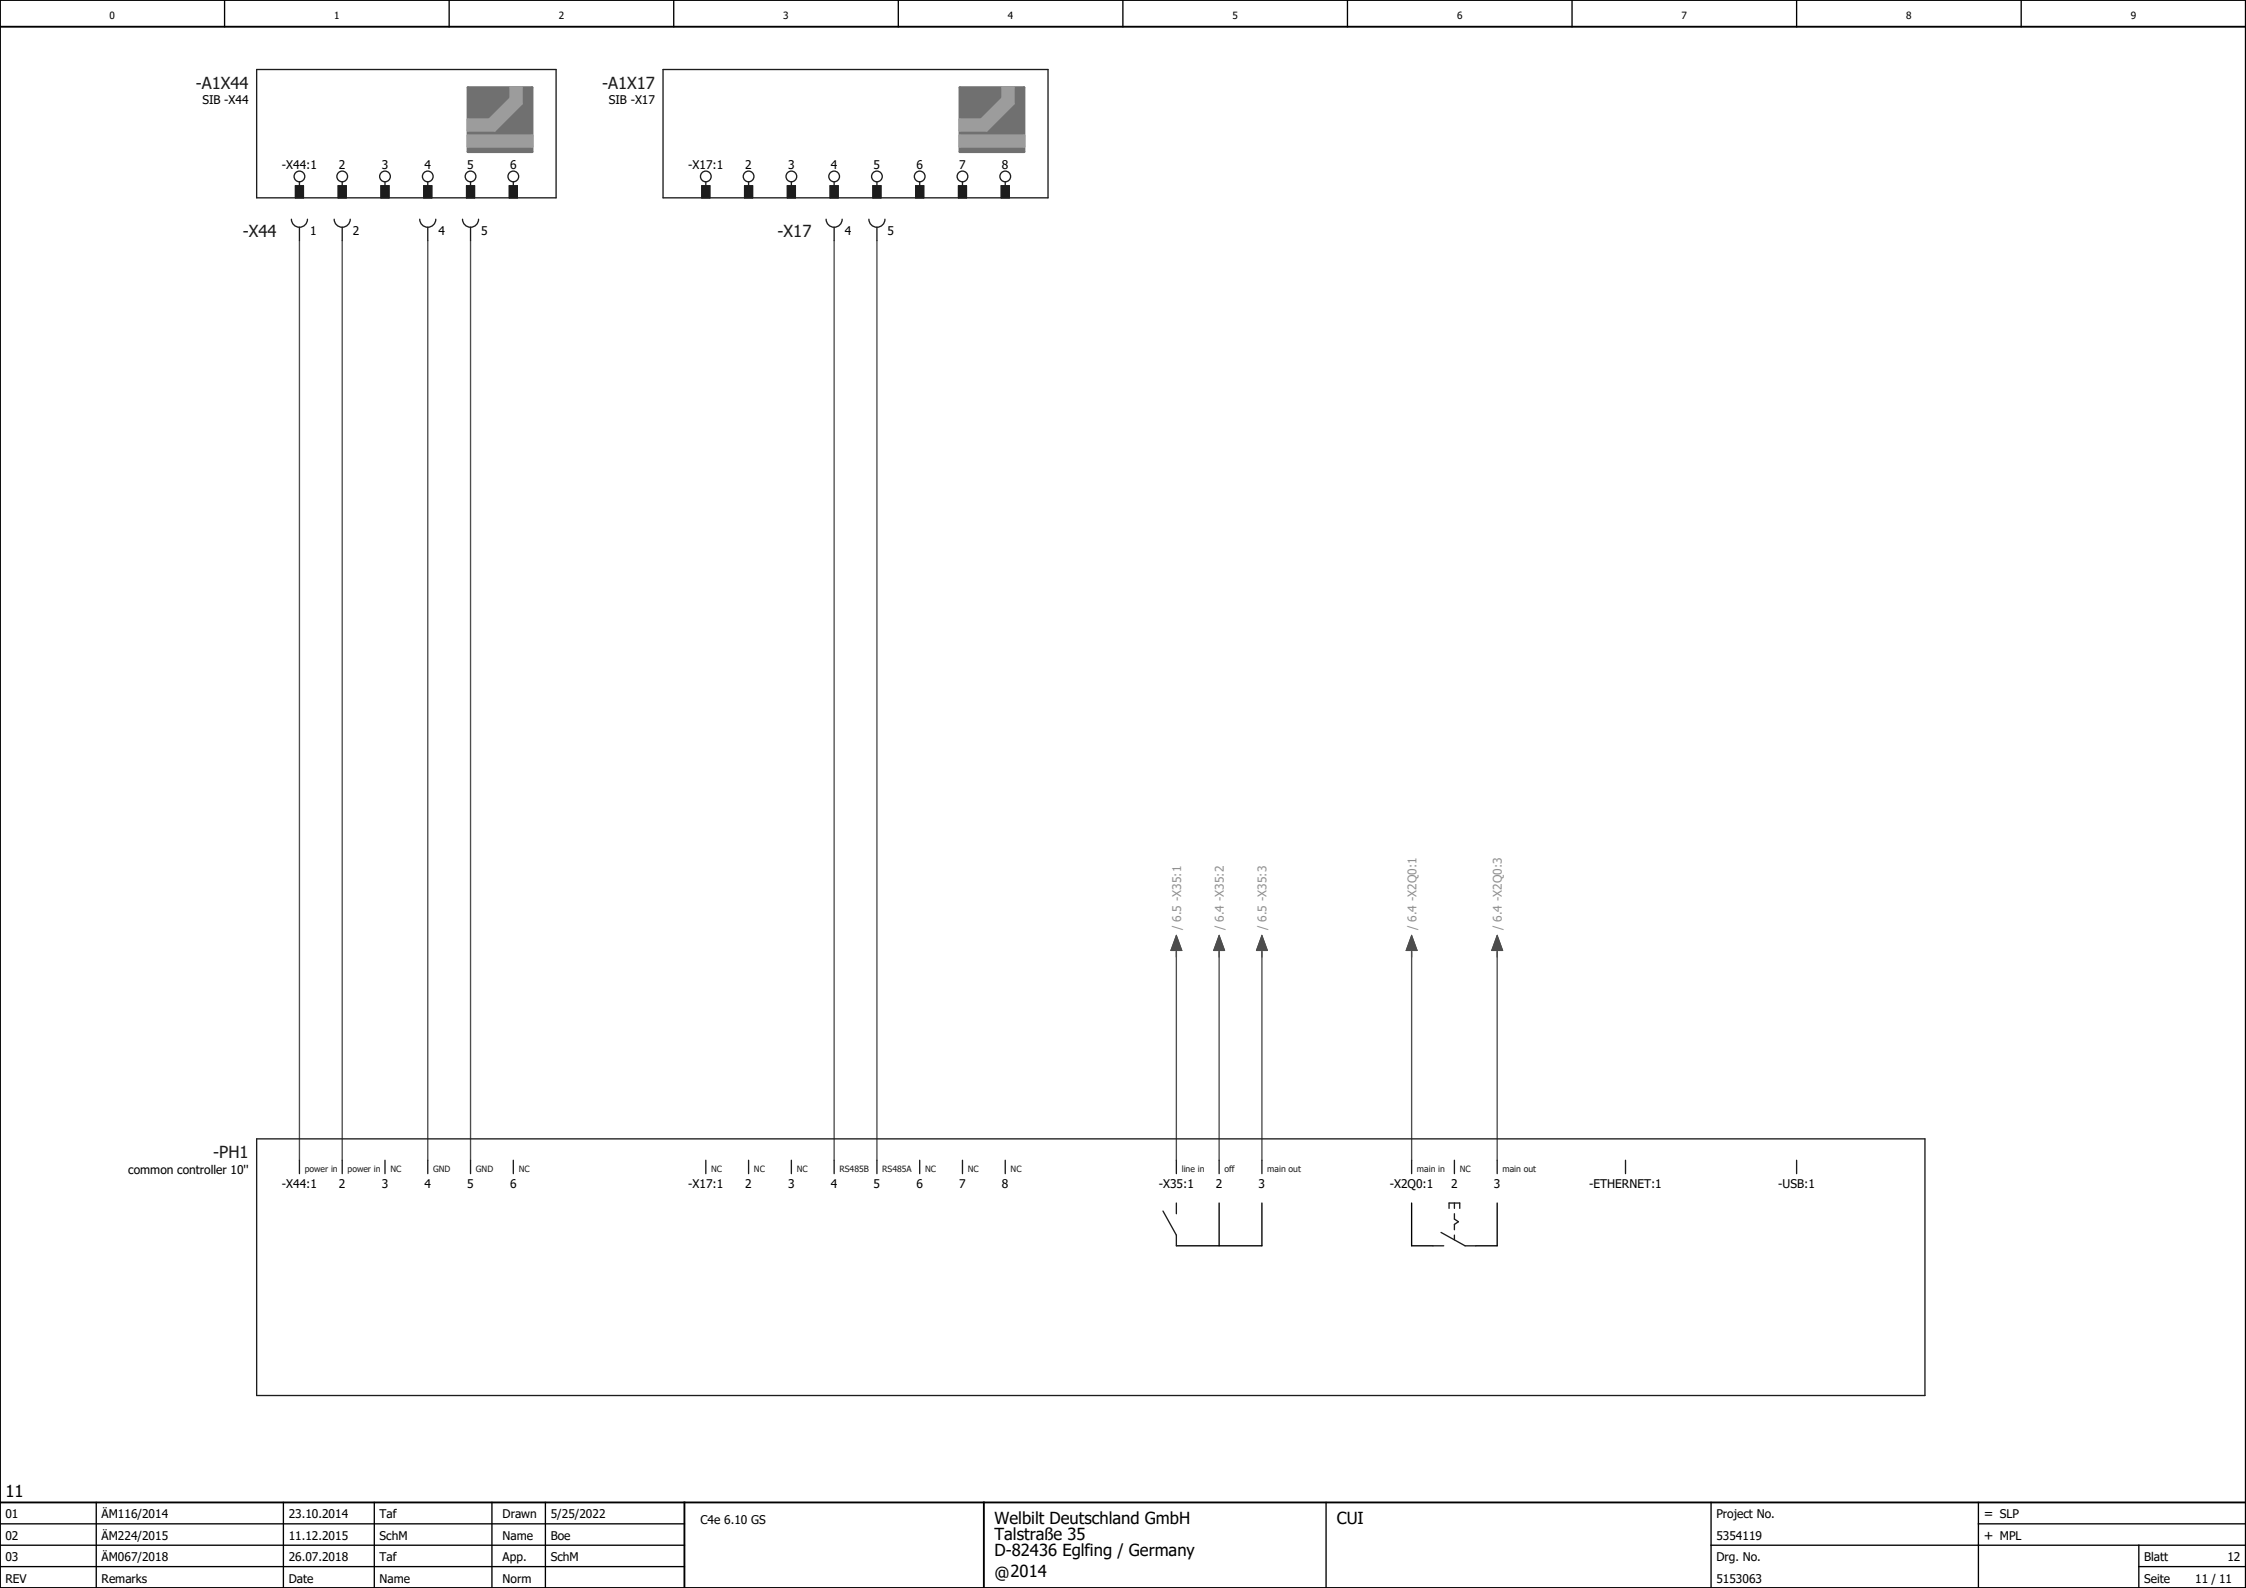 0 1 2 3 4 5 6 7 8 9
-A1X44
SIB -X44
-X44:1 2 3 4 5 6
-X44 1 2 4 5
-A1X17
SIB -X17
-X17:1 2 3 4 5 6 7 8
-X17 4 5
/ 6.5 -X35:1
/ 6.4 -X35:2
/ 6.5 -X35:3
/ 6.4 -X2Q0:1
/ 6.4 -X2Q0:3
-PH1
common controller 10"
power in power in NC GND GND NC
-X44:1 2 3 4 5 6
NC NC NC RS485B RS485A NC NC NC
-X17:1 2 3 4 5 6 7 8
line in off main out
-X35:1 2 3
main in NC main out
-X2Q0:1 2 3
-ETHERNET:1
-USB:1
11
01 ÄM116/2014 23.10.2014 Taf Drawn 5/25/2022
02 ÄM224/2015 11.12.2015 SchM Name Boe
03 ÄM067/2018 26.07.2018 Taf App. SchM
REV Remarks Date Name Norm
C4e 6.10 GS
Welbilt Deutschland GmbH
Talstraße 35
D-82436 Eglfing / Germany
@2014
CUI
Project No.
5354119
Drg. No.
5153063
= SLP
+ MPL
Blatt 12
Seite 11 / 11